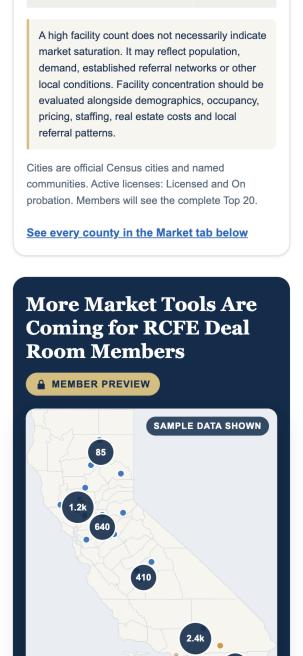 A high facility count does not necessarily indicate
market saturation. It may reflect population,
demand, established referral networks or other
local conditions. Facility concentration should be
evaluated alongside demographics, occupancy,
pricing, staffing, real estate costs and local
referral patterns.
Cities are official Census cities and named
communities. Active licenses: Licensed and On
probation. Members will see the complete Top 20.
See every county in the Market tab below
More Market Tools Are
Coming for RCFE Deal
Room Members
MEMBER PREVIEW
SAMPLE DATA SHOWN
85
1.2k
640
410
2.4k